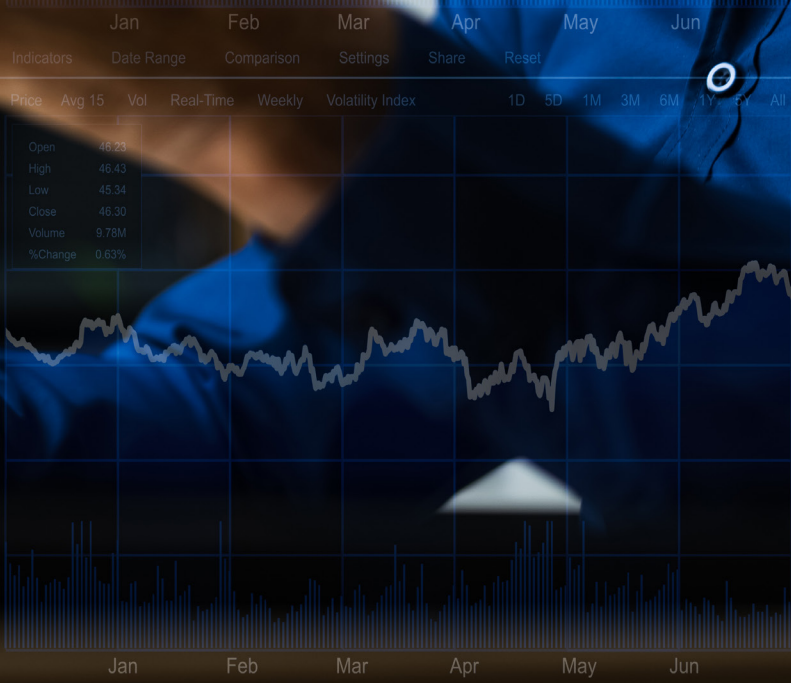 Jan Feb Mar Apr May Jun
Indicators Date Range Comparison Settings Share Reset
Price Avg 15 Vol Real-Time Weekly Volatility Index 1D 5D 1M 3M 6M 1Y 5Y All
Open 46.23
High 46.43
Low 45.34
Close 46.30
Volume 9.78M
%Change 0.63%
Jan Feb Mar Apr May Jun